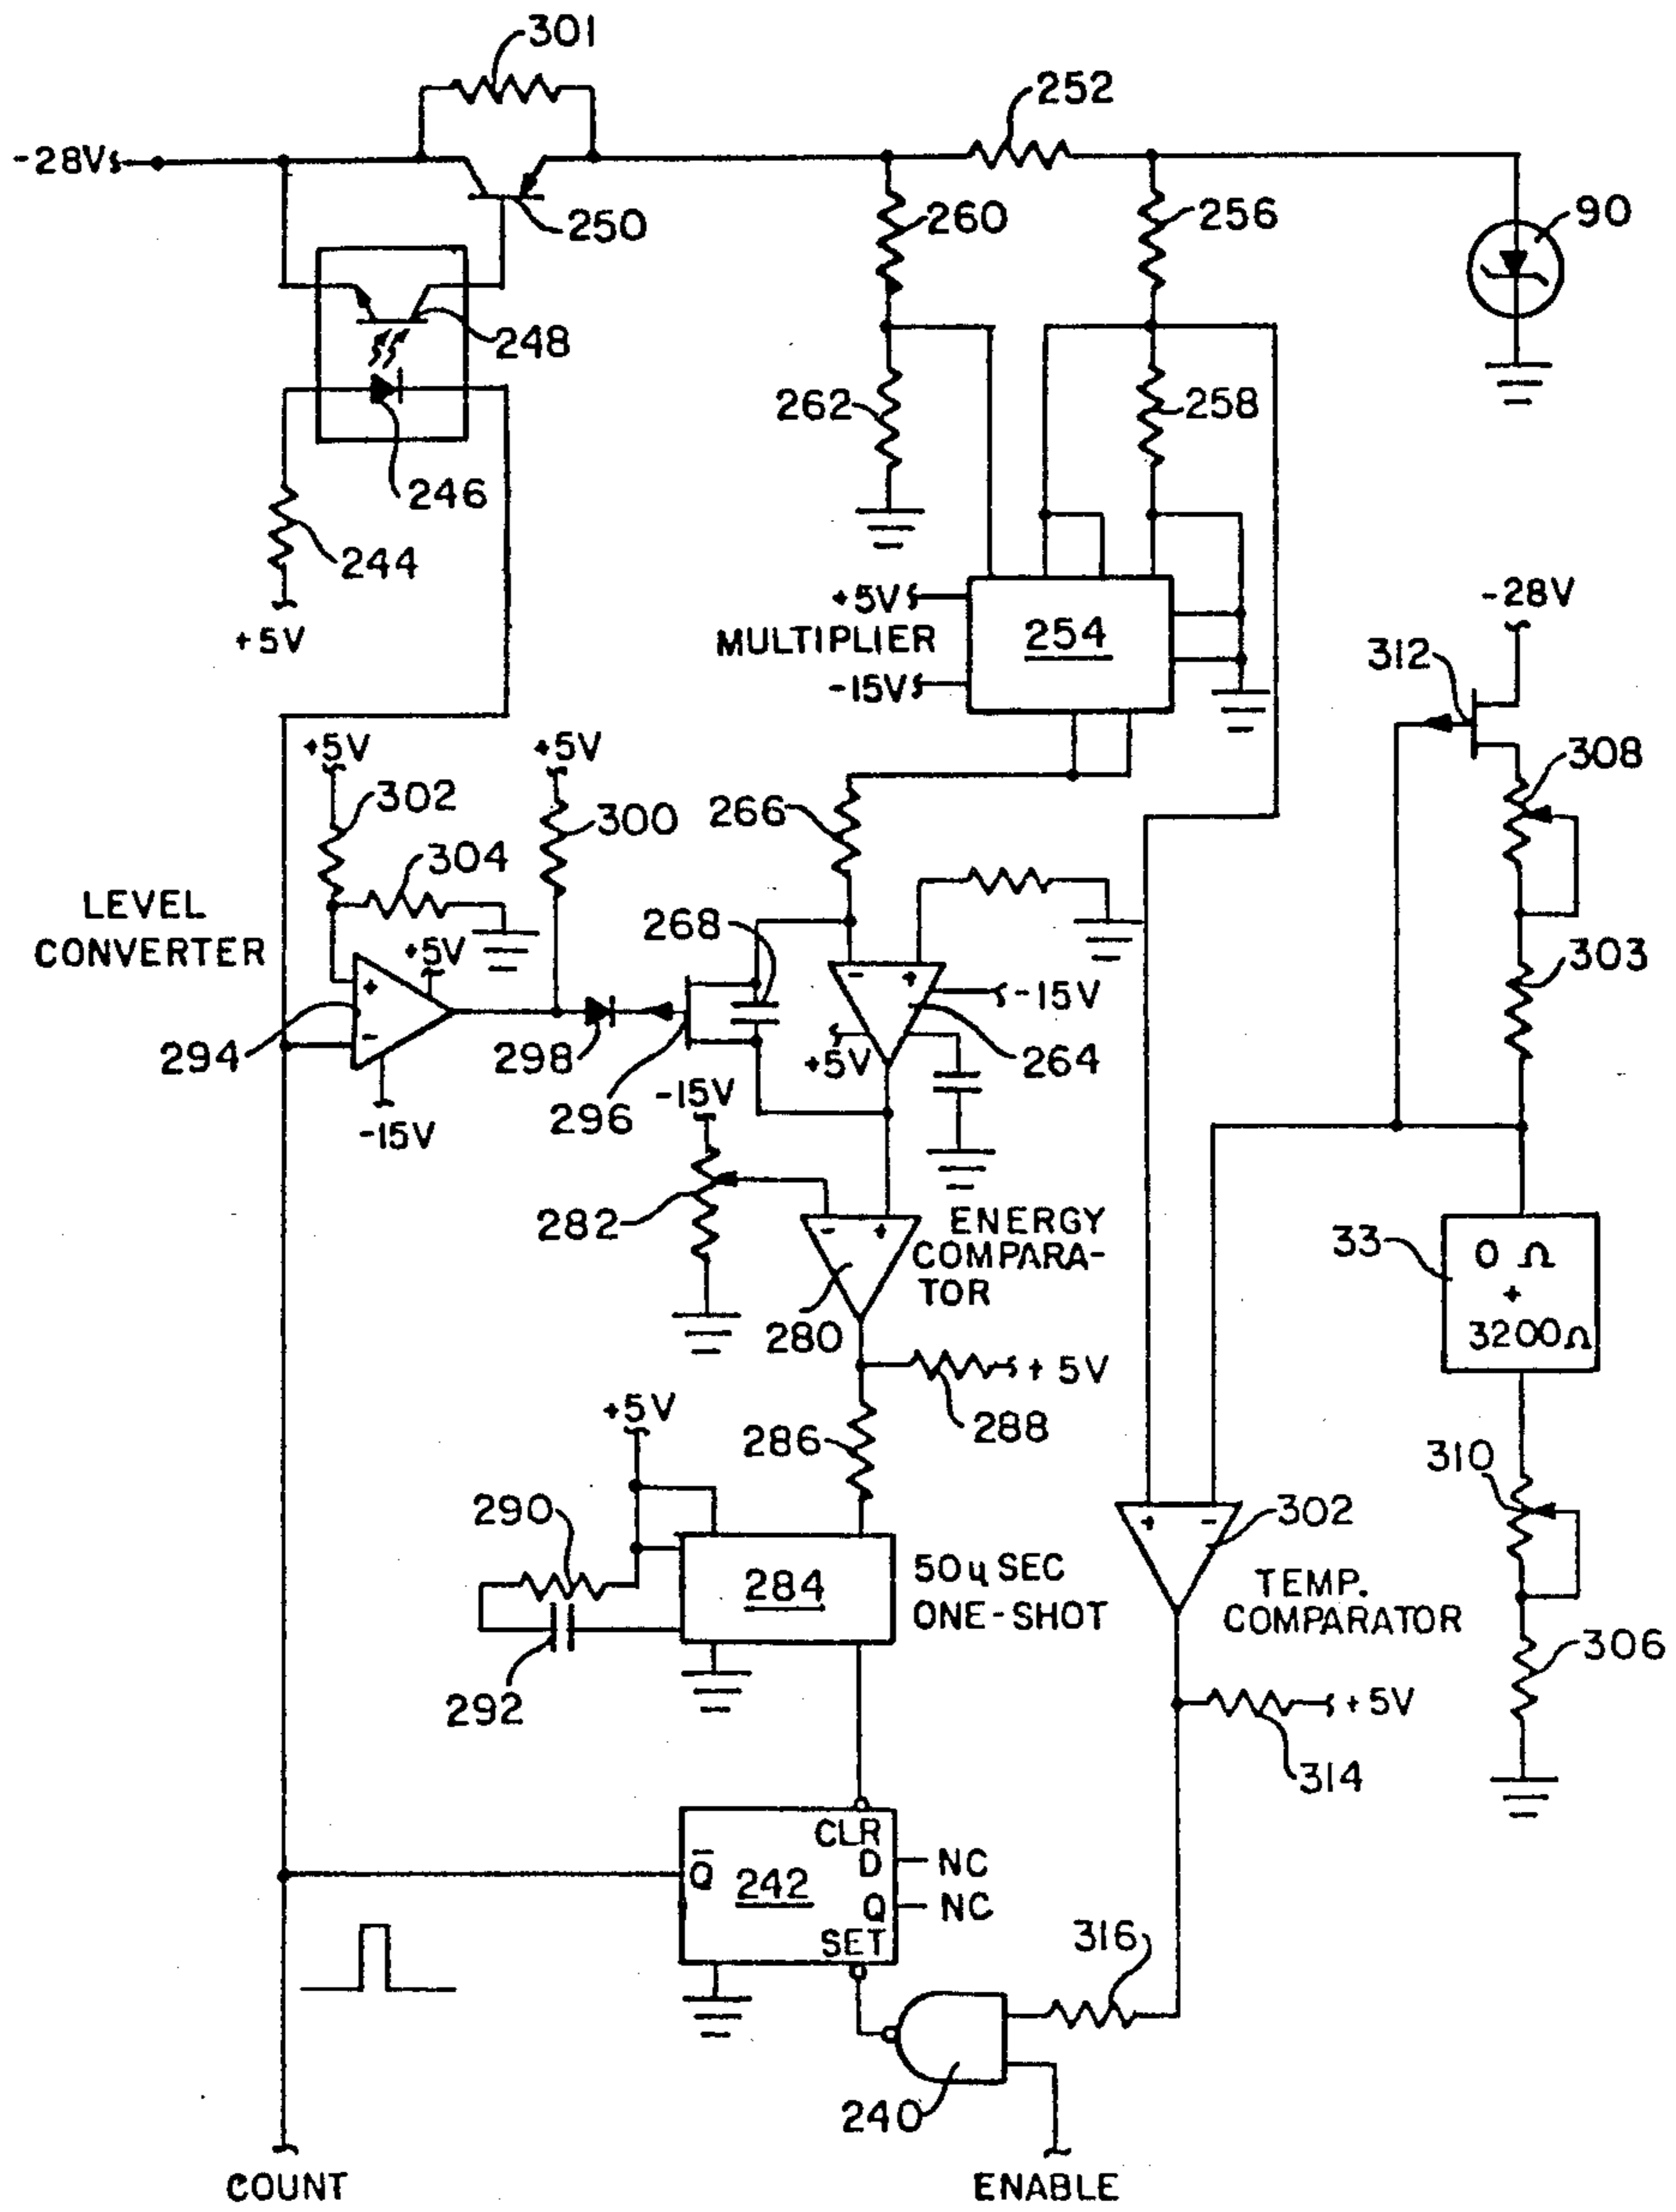 301
252
-28V
250
260
256
90
248
262
258
246
244
+5V
+5V
MULTIPLIER
254
-15V
-28V
312
308
+5V
+5V
302
300
266
304
LEVEL
CONVERTER
+5V
268
303
+
-
-
+
-15V
294
298
296
+5V
264
-15V
-15V
282
-
+
ENERGY
COMPARA-
TOR
280
33
0 Ω
+
3200Ω
+5V
288
+5V
286
310
290
284
50μ SEC
ONE-SHOT
+
-
302
TEMP.
COMPARATOR
292
306
+5V
314
CLR
Q̅
242
D
NC
Q
NC
SET
316
240
COUNT
ENABLE